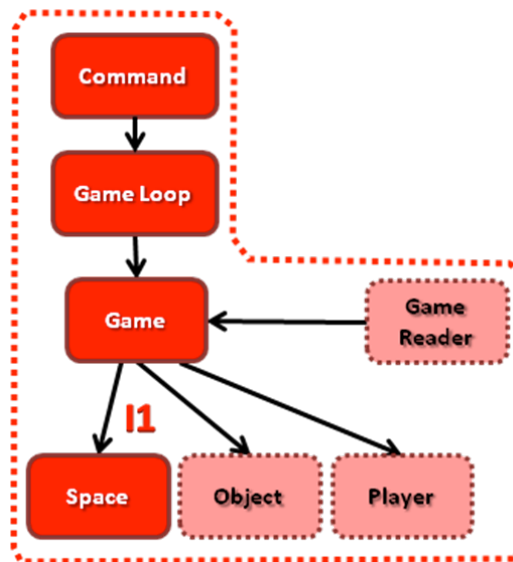 Command
Game Loop
Game
Game
Reader
I1
Space
Object
Player